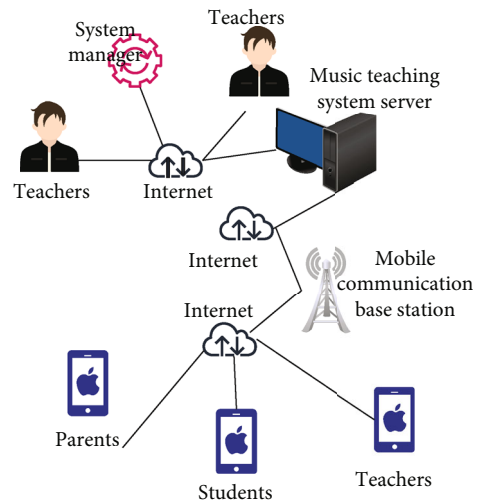 Teachers
System
manager
Music teaching
system server
Teachers
Internet
Internet
Mobile
communication
base station
Internet
Parents
Students
Teachers